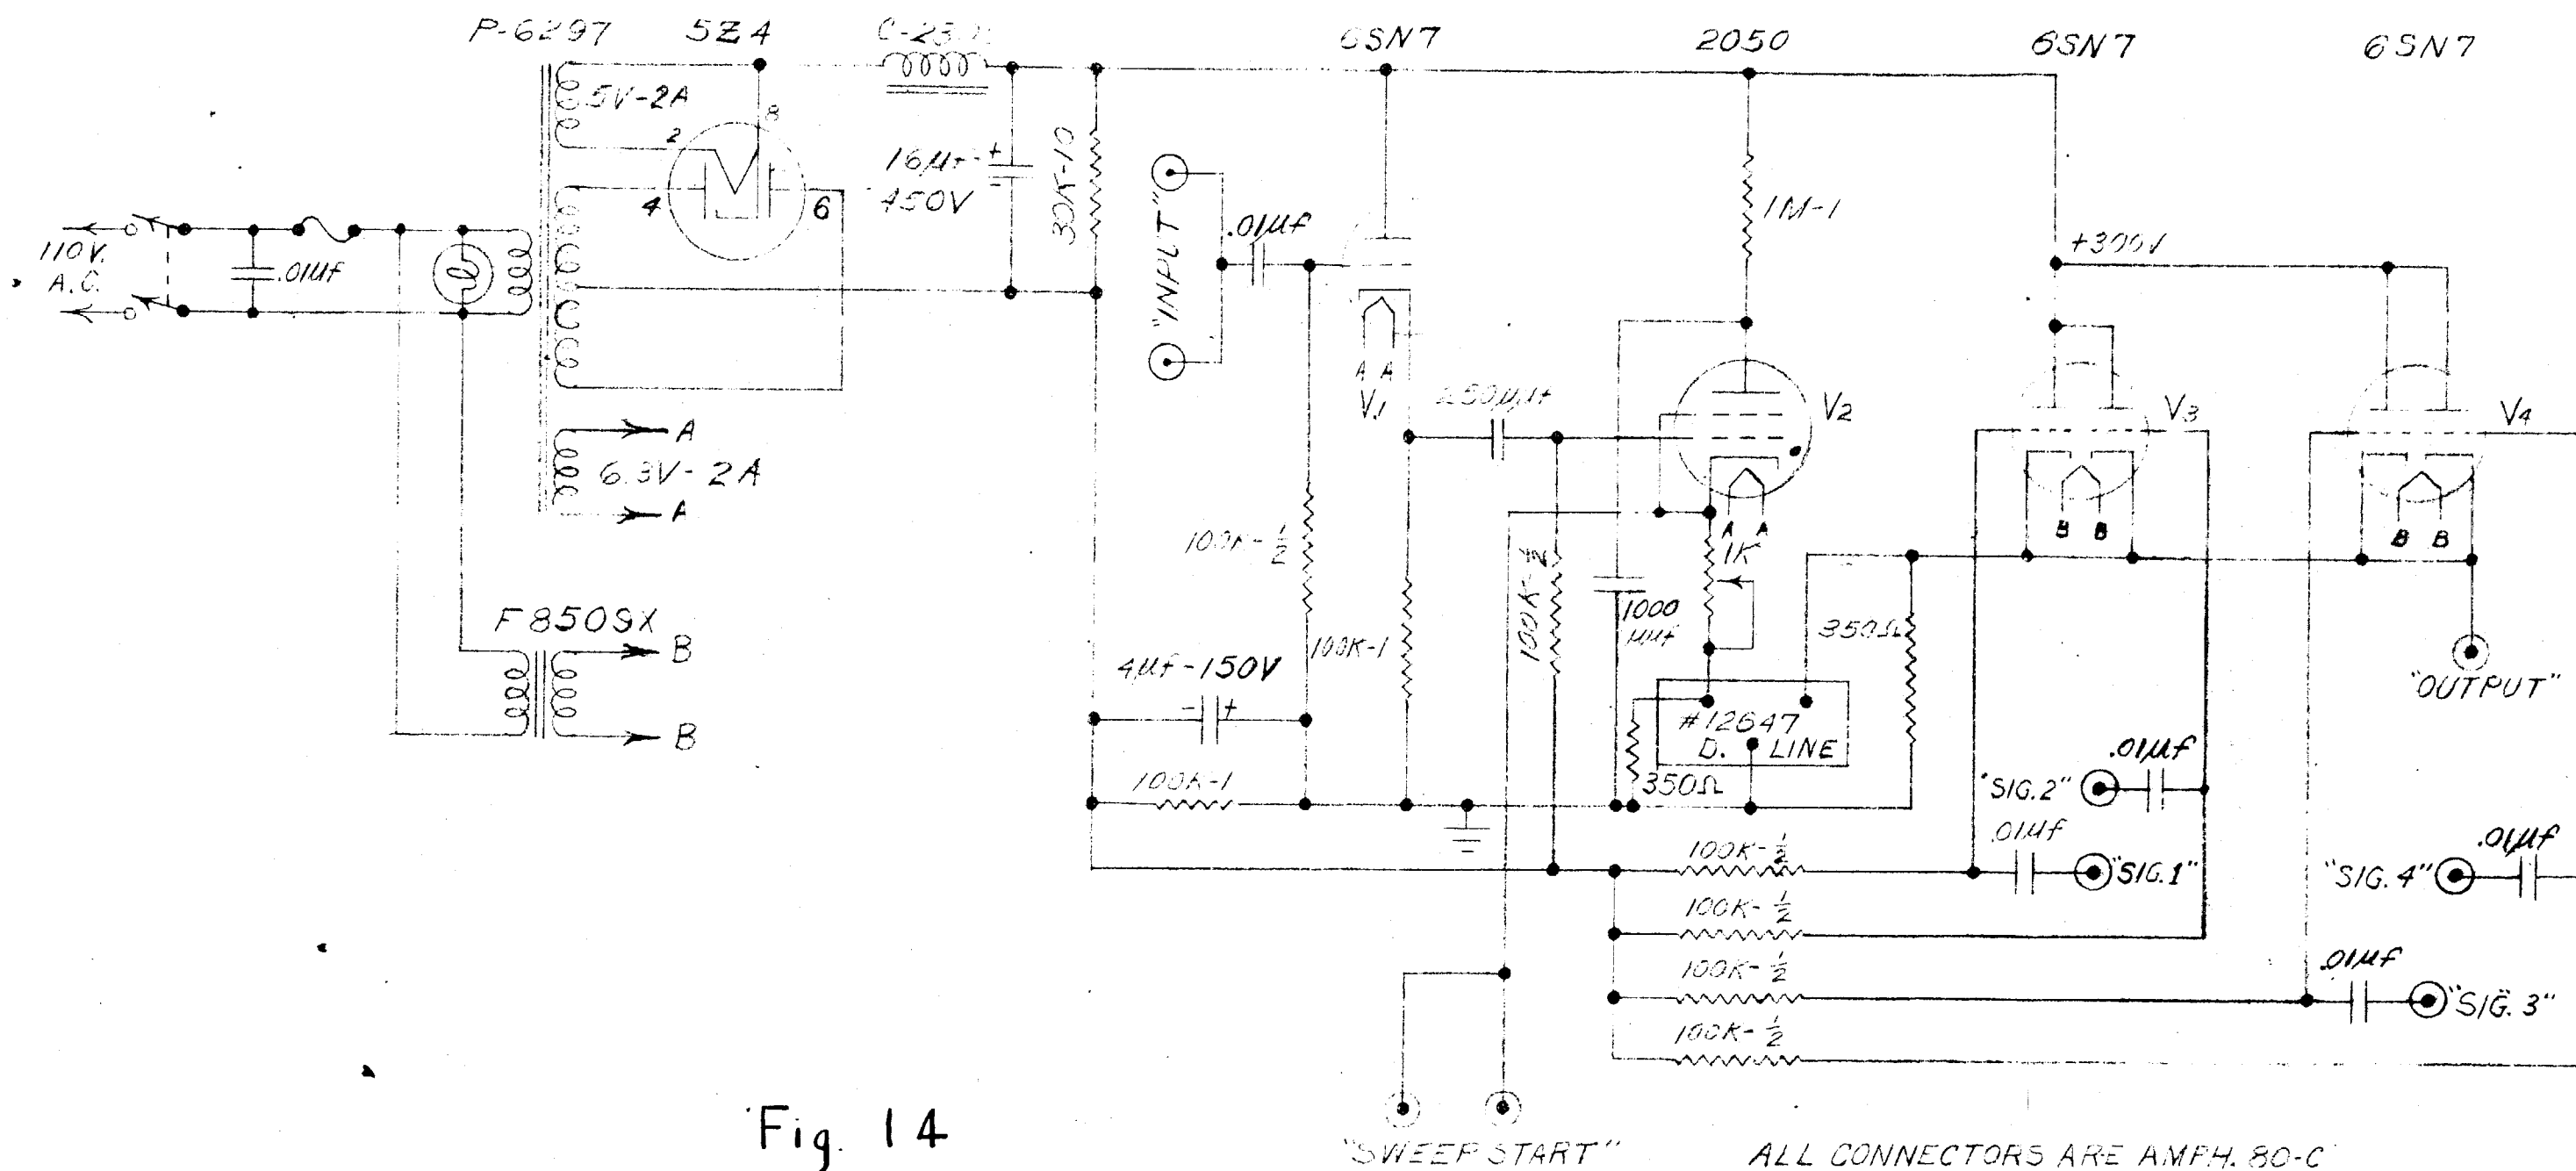 P-6297
5Z4
6SN7
2050
6SN7
6SN7
5V-2A
8
2
4
6
16µf-
450V
+
-
30K-10
"INPUT"
.01µf
1M-1
+300V
110V.
A.C.
.01µf
A A
V1
250µµf
V2
V3
V4
A
6.3V-2A
A
A A
1K
B B
B B
100K-½
100K-½
1000
µµf
350Ω
F850SX
B
B
100K-1
4µf-150V
- +
#12647
D. LINE
"OUTPUT"
100K-1
350Ω
.01µf
"SIG.2"
.01µf
"SIG.1"
100K-½
.01µf
"SIG. 4"
100K-½
100K-½
.01µf
"SIG. 3"
100K-½
Fig. 14
"SWEEP START"
ALL CONNECTORS ARE AMPH. 80-C